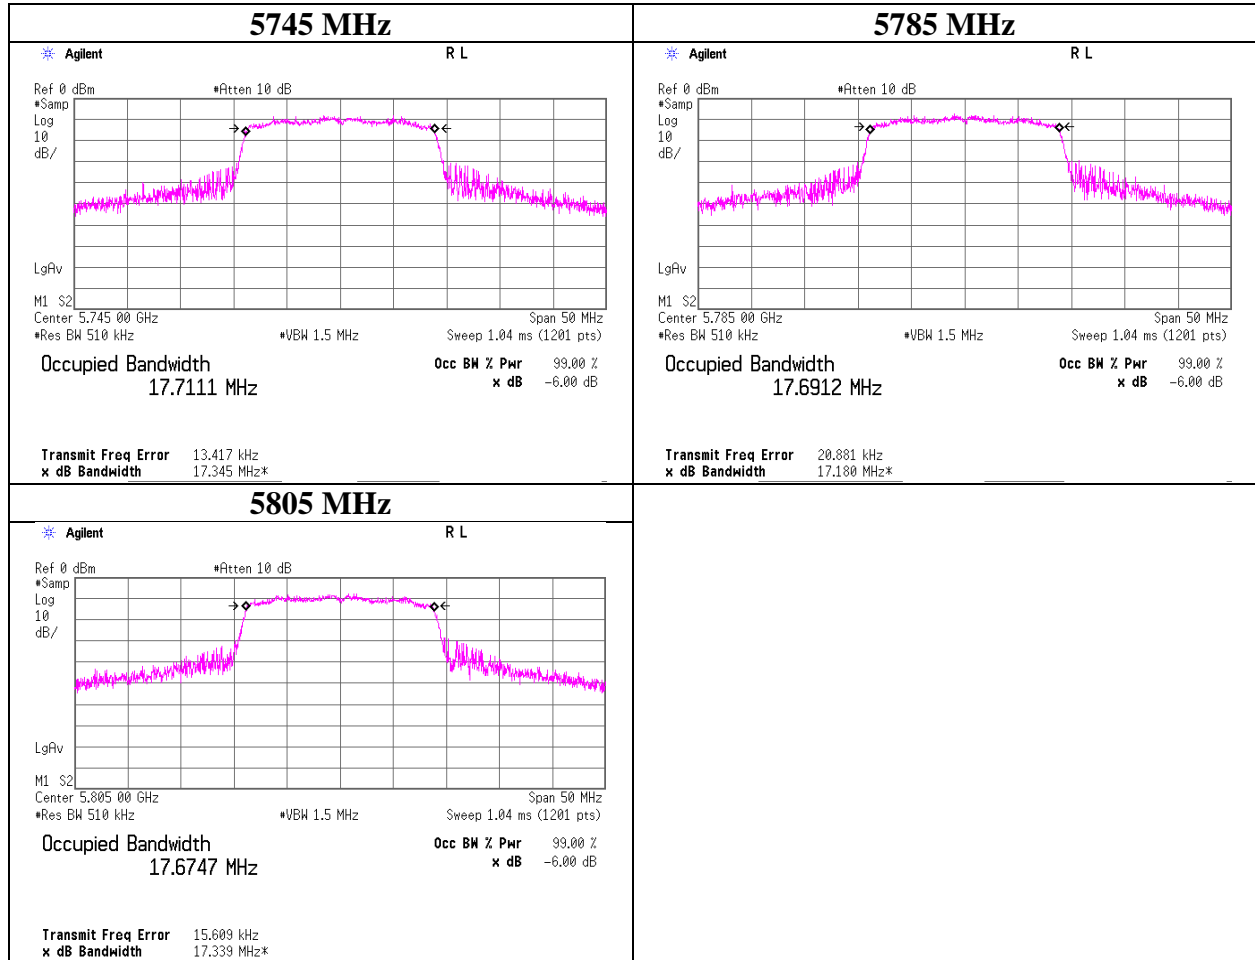 5745 MHz
Agilent
R L
Ref 0 dBm
#Atten 10 dB
#Samp
Log
10
dB/
LgAv
M1 S2
Center 5.745 00 GHz
Span 50 MHz
#Res BW 510 kHz
#VBW 1.5 MHz
Sweep 1.04 ms (1201 pts)
Occupied Bandwidth
17.7111 MHz
Occ BW % Pwr 99.00 %
x dB -6.00 dB
Transmit Freq Error 13.417 kHz
x dB Bandwidth 17.345 MHz*
5785 MHz
Agilent
R L
Ref 0 dBm
#Atten 10 dB
#Samp
Log
10
dB/
LgAv
M1 S2
Center 5.785 00 GHz
Span 50 MHz
#Res BW 510 kHz
#VBW 1.5 MHz
Sweep 1.04 ms (1201 pts)
Occupied Bandwidth
17.6912 MHz
Occ BW % Pwr 99.00 %
x dB -6.00 dB
Transmit Freq Error 20.881 kHz
x dB Bandwidth 17.180 MHz*
5805 MHz
Agilent
R L
Ref 0 dBm
#Atten 10 dB
#Samp
Log
10
dB/
LgAv
M1 S2
Center 5.805 00 GHz
Span 50 MHz
#Res BW 510 kHz
#VBW 1.5 MHz
Sweep 1.04 ms (1201 pts)
Occupied Bandwidth
17.6747 MHz
Occ BW % Pwr 99.00 %
x dB -6.00 dB
Transmit Freq Error 15.609 kHz
x dB Bandwidth 17.339 MHz*